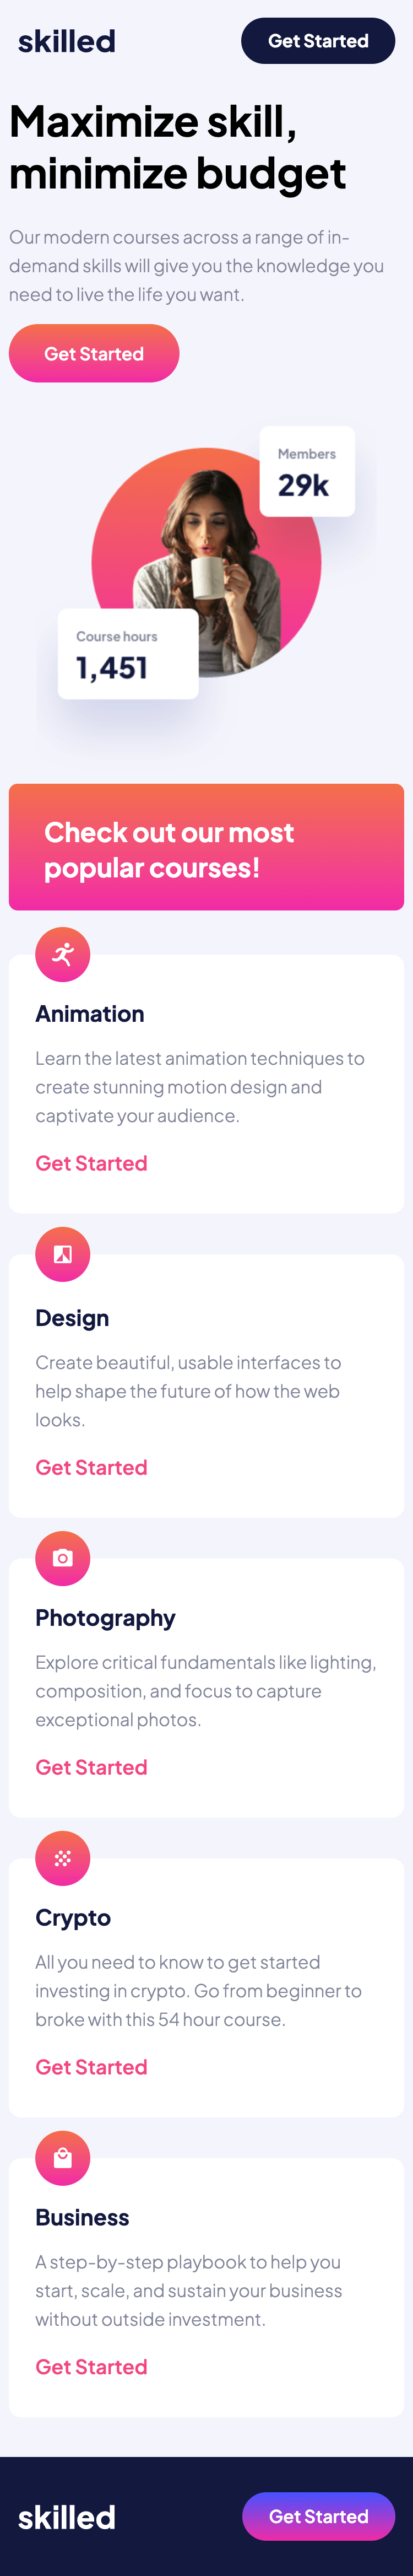 skilled
Get Started
Maximize skill,
minimize budget
Our modern courses across a range of in-
demand skills will give you the knowledge you
need to live the life you want.
Get Started
Members
29k
Course hours
1,451
Check out our most
popular courses!
Animation
Learn the latest animation techniques to
create stunning motion design and
captivate your audience.
Get Started
Design
Create beautiful, usable interfaces to
help shape the future of how the web
looks.
Get Started
Photography
Explore critical fundamentals like lighting,
composition, and focus to capture
exceptional photos.
Get Started
Crypto
All you need to know to get started
investing in crypto. Go from beginner to
broke with this 54 hour course.
Get Started
Business
A step-by-step playbook to help you
start, scale, and sustain your business
without outside investment.
Get Started
skilled
Get Started